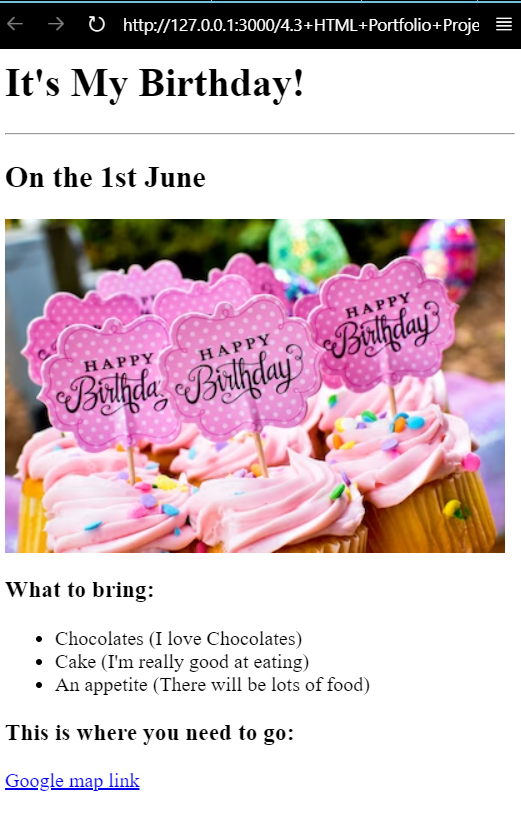 http://127.0.0.1:3000/4.3+HTML+Portfolio+Proje
It's My Birthday!
On the 1st June
HAPPY
Birthda
HAPPY
Birthday
HAPPY
Birthday
What to bring:
Chocolates (I love Chocolates)
Cake (I'm really good at eating)
An appetite (There will be lots of food)
This is where you need to go:
Google map link